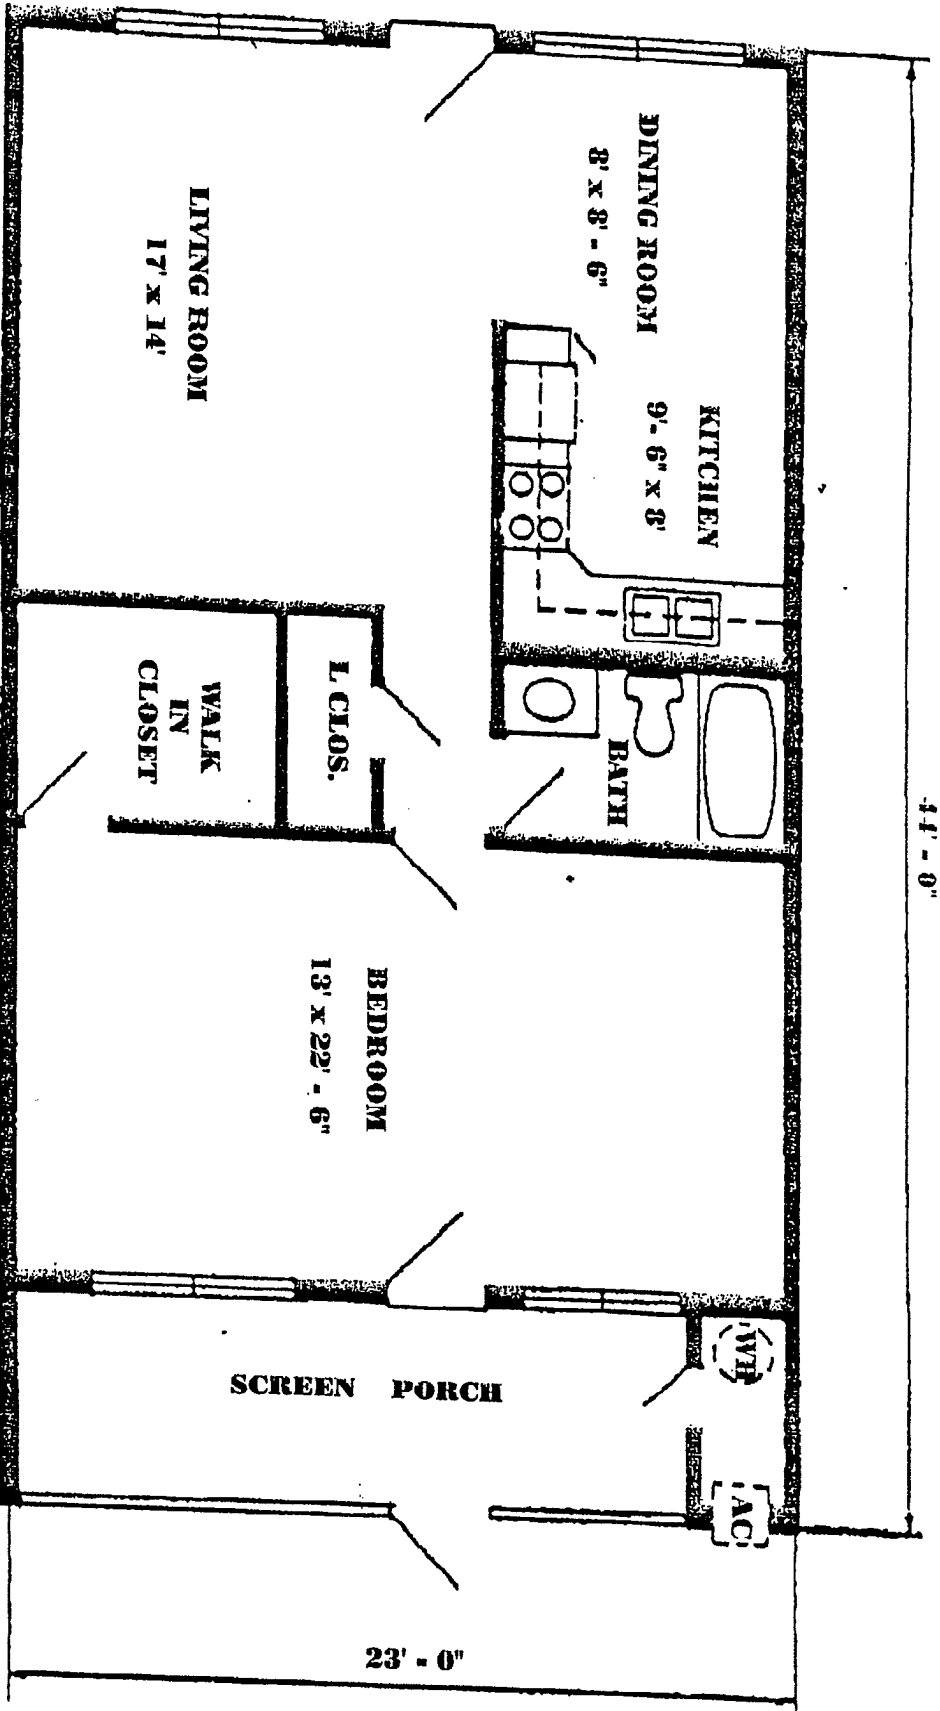 DINING ROOM
8' x 8' - 6"
LIVING ROOM
17' x 14'
KITCHEN
9'- 6" x 8'
L CLOS.
WALK
IN
CLOSET
BATH
44' - 0"
BEDROOM
13' x 22' - 6"
WH
SCREEN PORCH
AC
23' - 0"